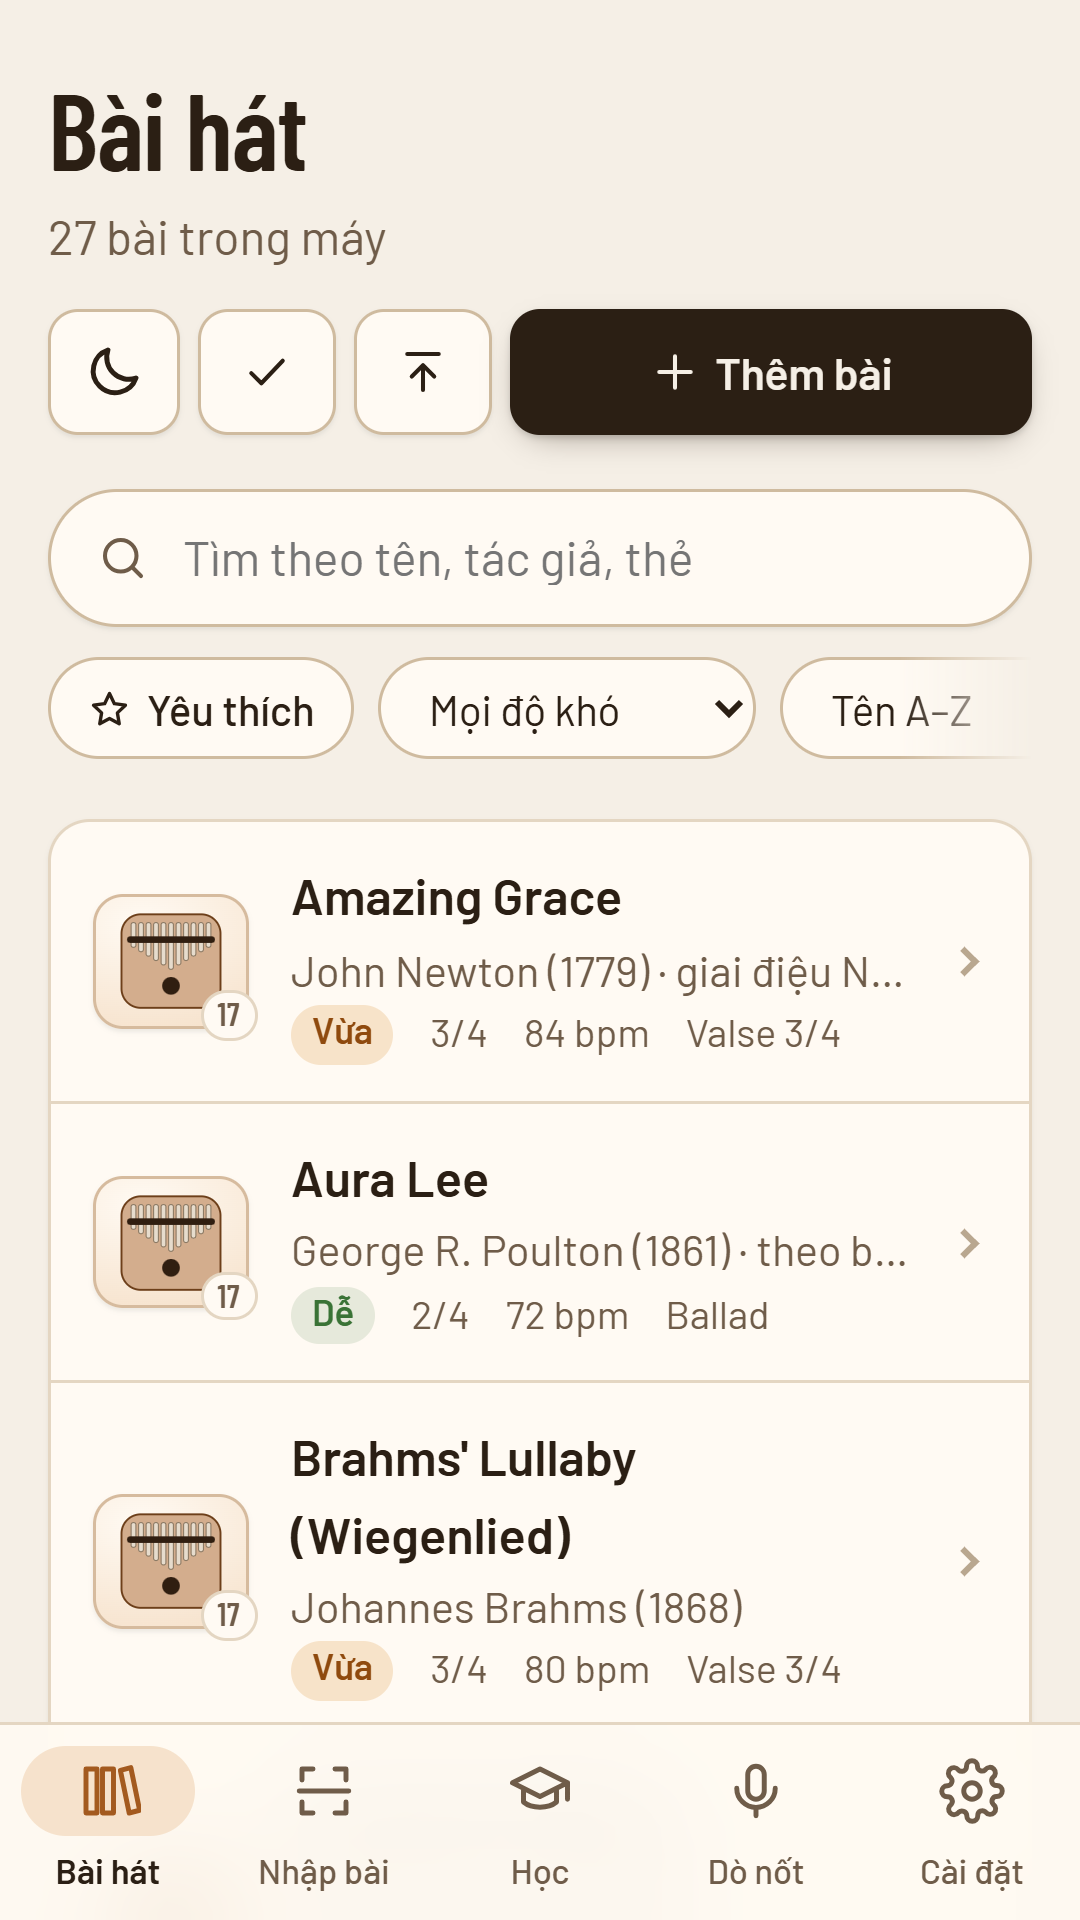 Bài hát
27 bài trong máy
Thêm bài
Tìm theo tên, tác giả, thẻ
Yêu thích
Mọi độ khó
Tên A–Z
Amazing Grace
John Newton (1779) · giai điệu N...
17
Vừa 3/4 84 bpm Valse 3/4
Aura Lee
George R. Poulton (1861) · theo b...
17
Dễ 2/4 72 bpm Ballad
Brahms' Lullaby
(Wiegenlied)
Johannes Brahms (1868)
17
Vừa 3/4 80 bpm Valse 3/4
Bài hát
Nhập bài
Học
Dò nốt
Cài đặt